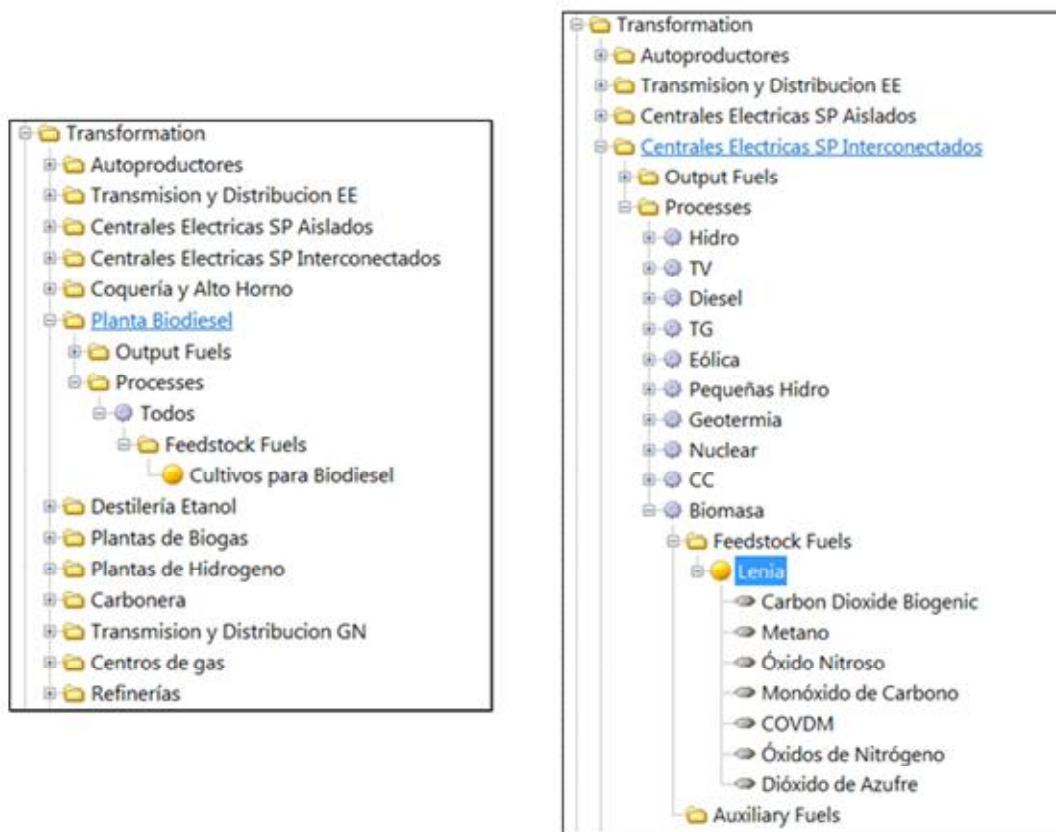 Transformation
Autoproductores
Transmision y Distribucion EE
Centrales Electricas SP Aislados
Centrales Electricas SP Interconectados
Coquería y Alto Horno
Planta Biodiesel
Output Fuels
Processes
Todos
Feedstock Fuels
Cultivos para Biodiesel
Destilería Etanol
Plantas de Biogas
Plantas de Hidrogeno
Carbonera
Transmision y Distribucion GN
Centros de gas
Refinerías
Transformation
Autoproductores
Transmision y Distribucion EE
Centrales Electricas SP Aislados
Centrales Electricas SP Interconectados
Output Fuels
Processes
Hidro
TV
Diesel
TG
Eólica
Pequeñas Hidro
Geotermia
Nuclear
CC
Biomasa
Feedstock Fuels
Lenia
Carbon Dioxide Biogenic
Metano
Óxido Nitroso
Monóxido de Carbono
COVDM
Óxidos de Nitrógeno
Dióxido de Azufre
Auxiliary Fuels